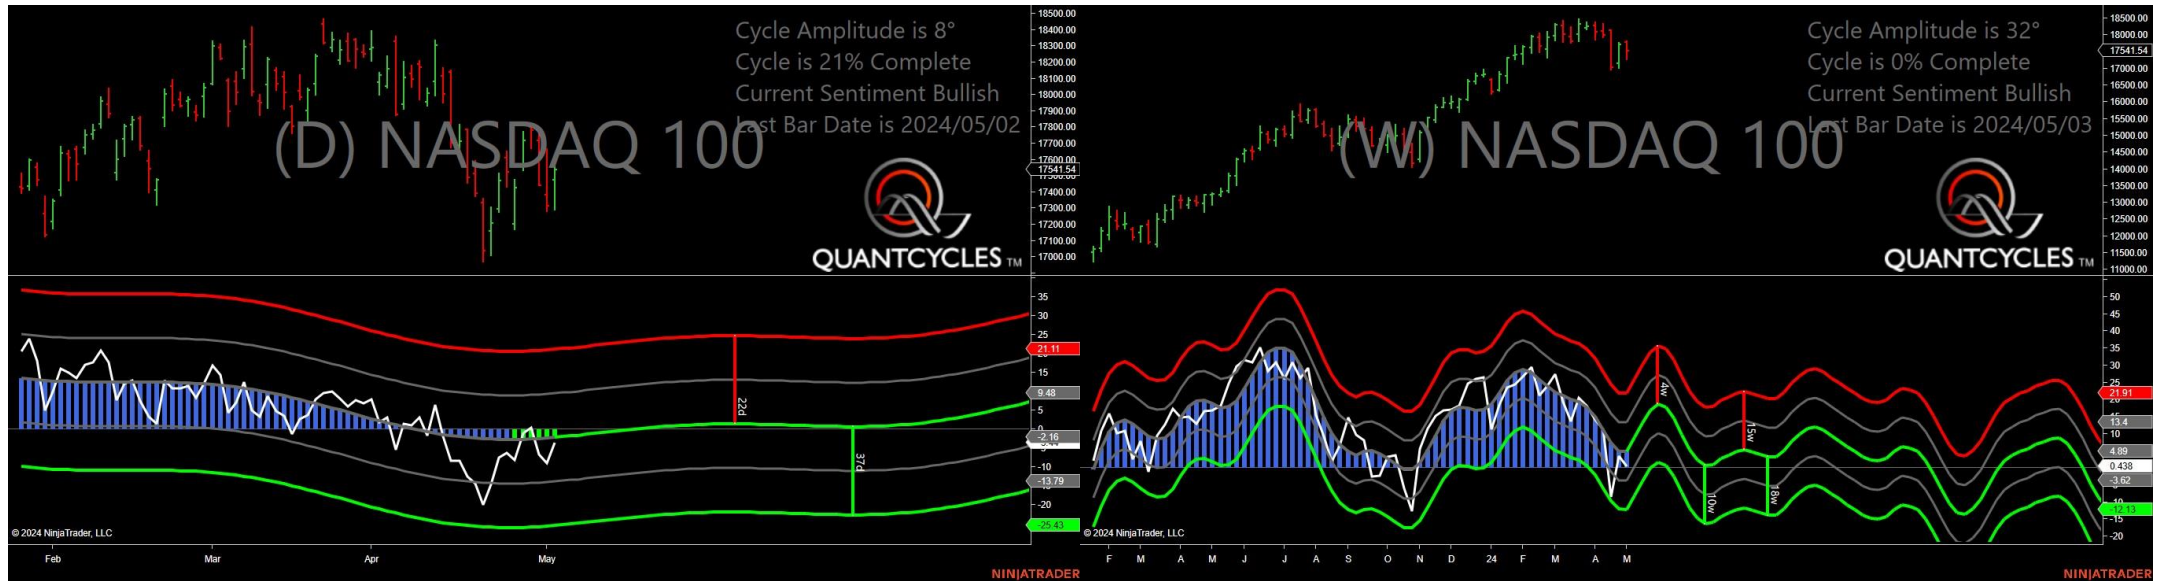 Cycle Amplitude is 8°
Cycle is 21% Complete
Current Sentiment Bullish
Last Bar Date is 2024/05/02
(D) NASDAQ 100
QUANTCYCLES TM
18500.00
18400.00
18300.00
18200.00
18100.00
18000.00
17900.00
17800.00
17700.00
17600.00
17541.54
17400.00
17300.00
17200.00
17100.00
17000.00
35
30
25
21.11
15
9.48
5
0
-2.16
-10
-13.79
-20
-25.43
22d
37d
© 2024 NinjaTrader, LLC
Feb Mar Apr May
NINJATRADER
Cycle Amplitude is 32°
Cycle is 0% Complete
Current Sentiment Bullish
Last Bar Date is 2024/05/03
(W) NASDAQ 100
QUANTCYCLES TM
18500.00
18000.00
17541.54
17000.00
16000.00
15500.00
15000.00
14500.00
14000.00
13500.00
13000.00
12500.00
12000.00
11500.00
11000.00
50
45
40
35
30
25
21.91
13.4
10
4.89
0.438
-3.62
-12.13
-15
-20
4w
15w
10w
18w
© 2024 NinjaTrader, LLC
F M A M J J A S O N D 24 F M A M
NINJATRADER